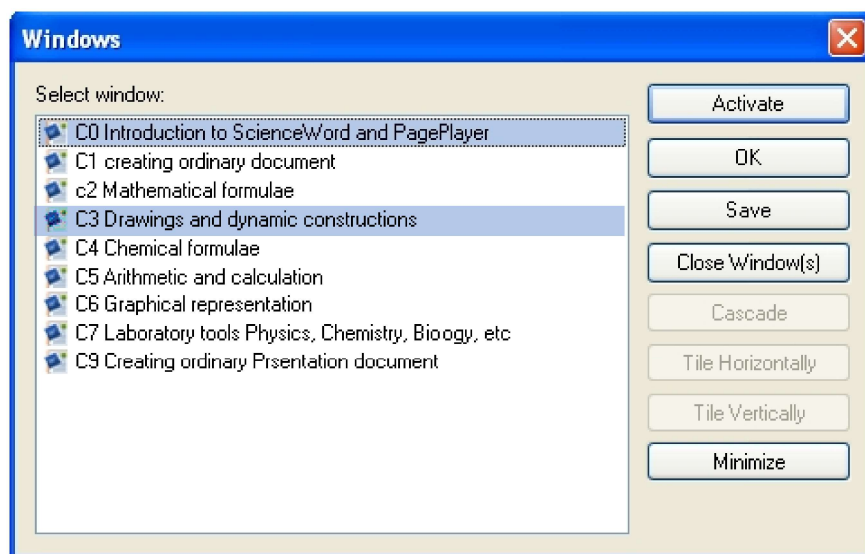 Windows
Select window:
C0 Introduction to ScienceWord and PagePlayer
C1 creating ordinary document
c2 Mathematical formulae
C3 Drawings and dynamic constructions
C4 Chemical formulae
C5 Arithmetic and calculation
C6 Graphical representation
C7 Laboratory tools Physics, Chemistry, Bioogy, etc
C9 Creating ordinary Prsentation document
Activate
OK
Save
Close Window(s)
Cascade
Tile Horizontally
Tile Vertically
Minimize